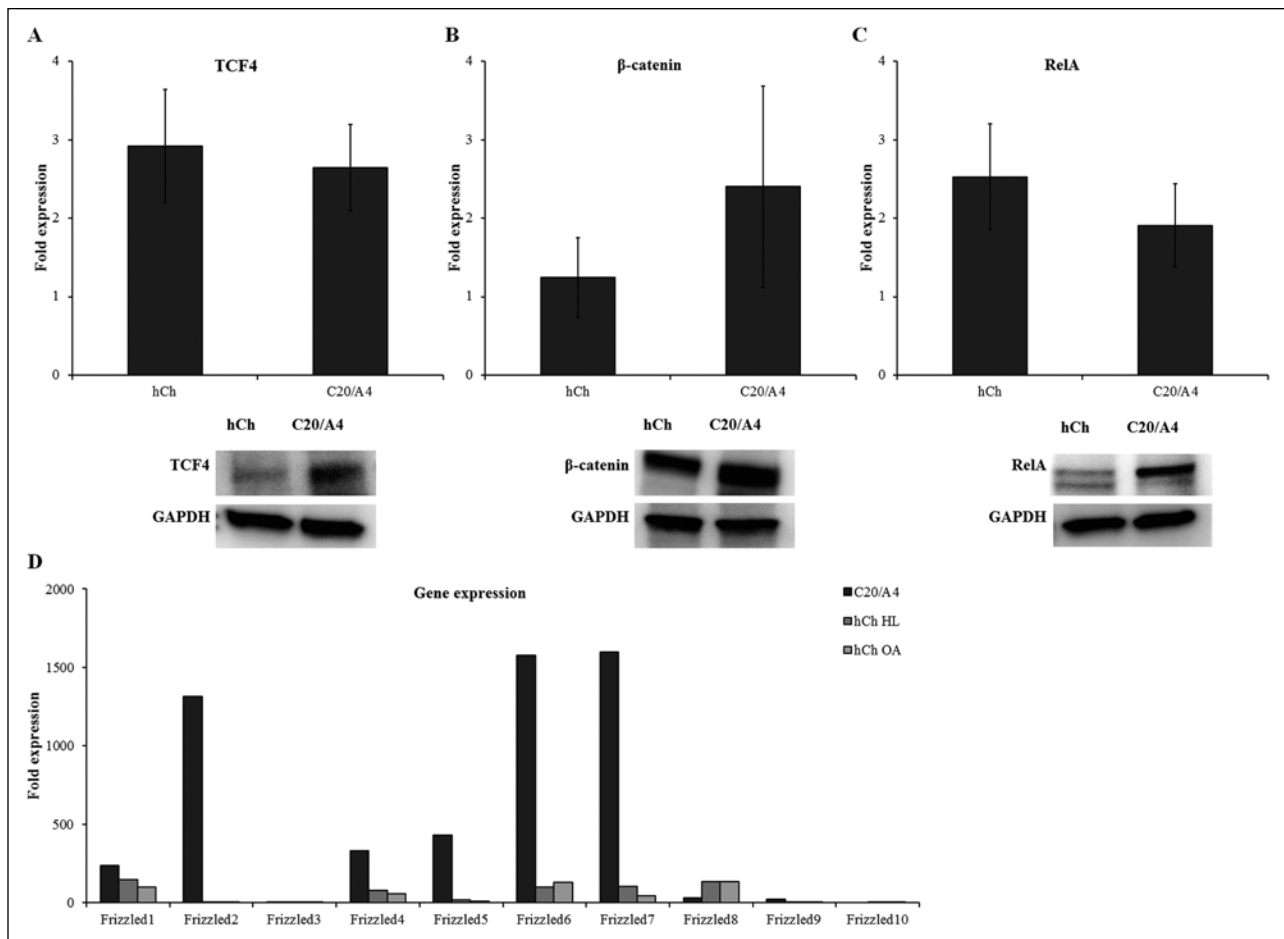 A
B
C
TCF4
β-catenin
RelA
Fold expression
4
3
2
1
0
hCh
C20/A4
Fold expression
4
3
2
1
0
hCh
C20/A4
Fold expression
4
3
2
1
0
hCh
C20/A4
hCh C20/A4
TCF4
GAPDH
hCh C20/A4
β-catenin
GAPDH
hCh C20/A4
RelA
GAPDH
D
Gene expression
Fold expression
2000
1500
1000
500
0
C20/A4
hCh HL
hCh OA
Frizzled1 Frizzled2 Frizzled3 Frizzled4 Frizzled5 Frizzled6 Frizzled7 Frizzled8 Frizzled9 Frizzled10